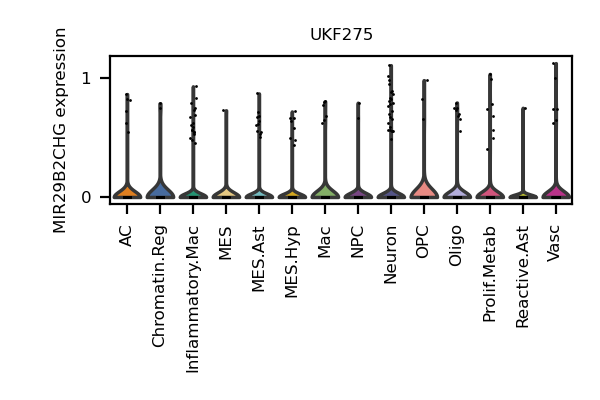 UKF275
MIR29B2CHG expression
1
0
AC
Chromatin.Reg
Inflammatory.Mac
MES
MES.Ast
MES.Hyp
Mac
NPC
Neuron
OPC
Oligo
Prolif.Metab
Reactive.Ast
Vasc